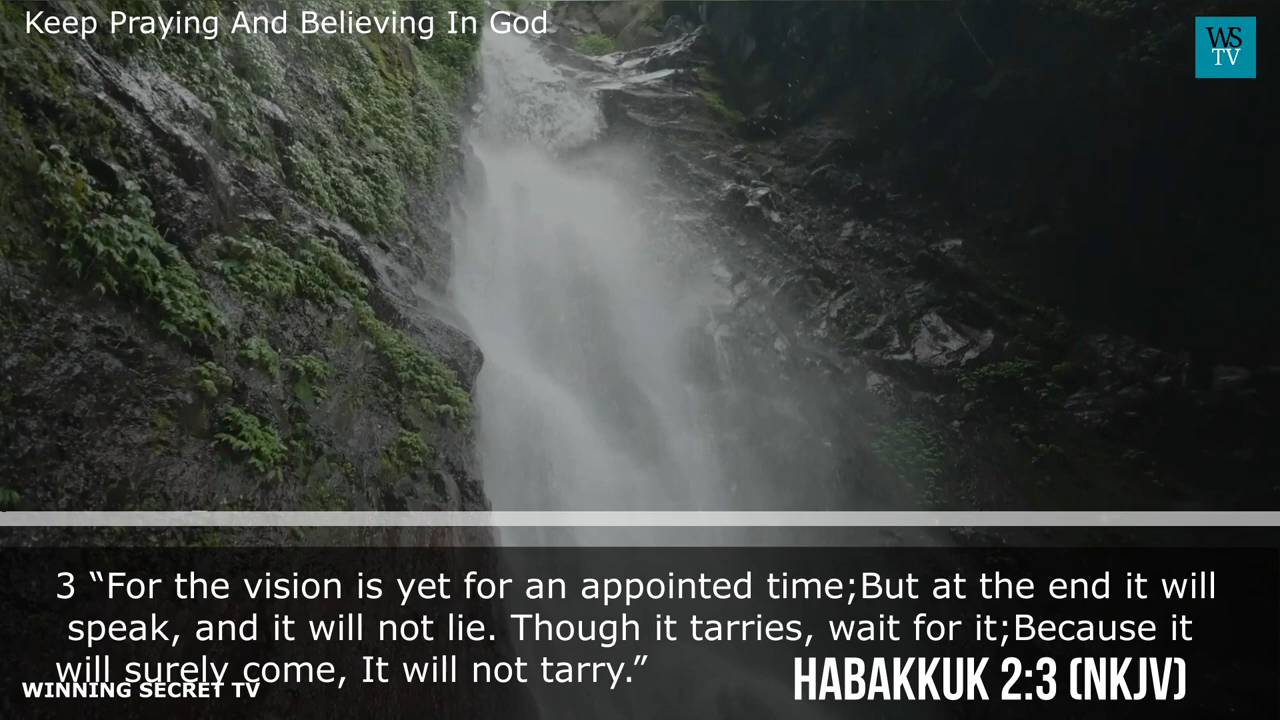 Keep Praying And Believing In God
WS
TV
3 “For the vision is yet for an appointed time;But at the end it will
speak, and it will not lie. Though it tarries, wait for it;Because it
will surely come, It will not tarry.”
HABAKKUK 2:3 (NKJV)
WINNING SECRET TV